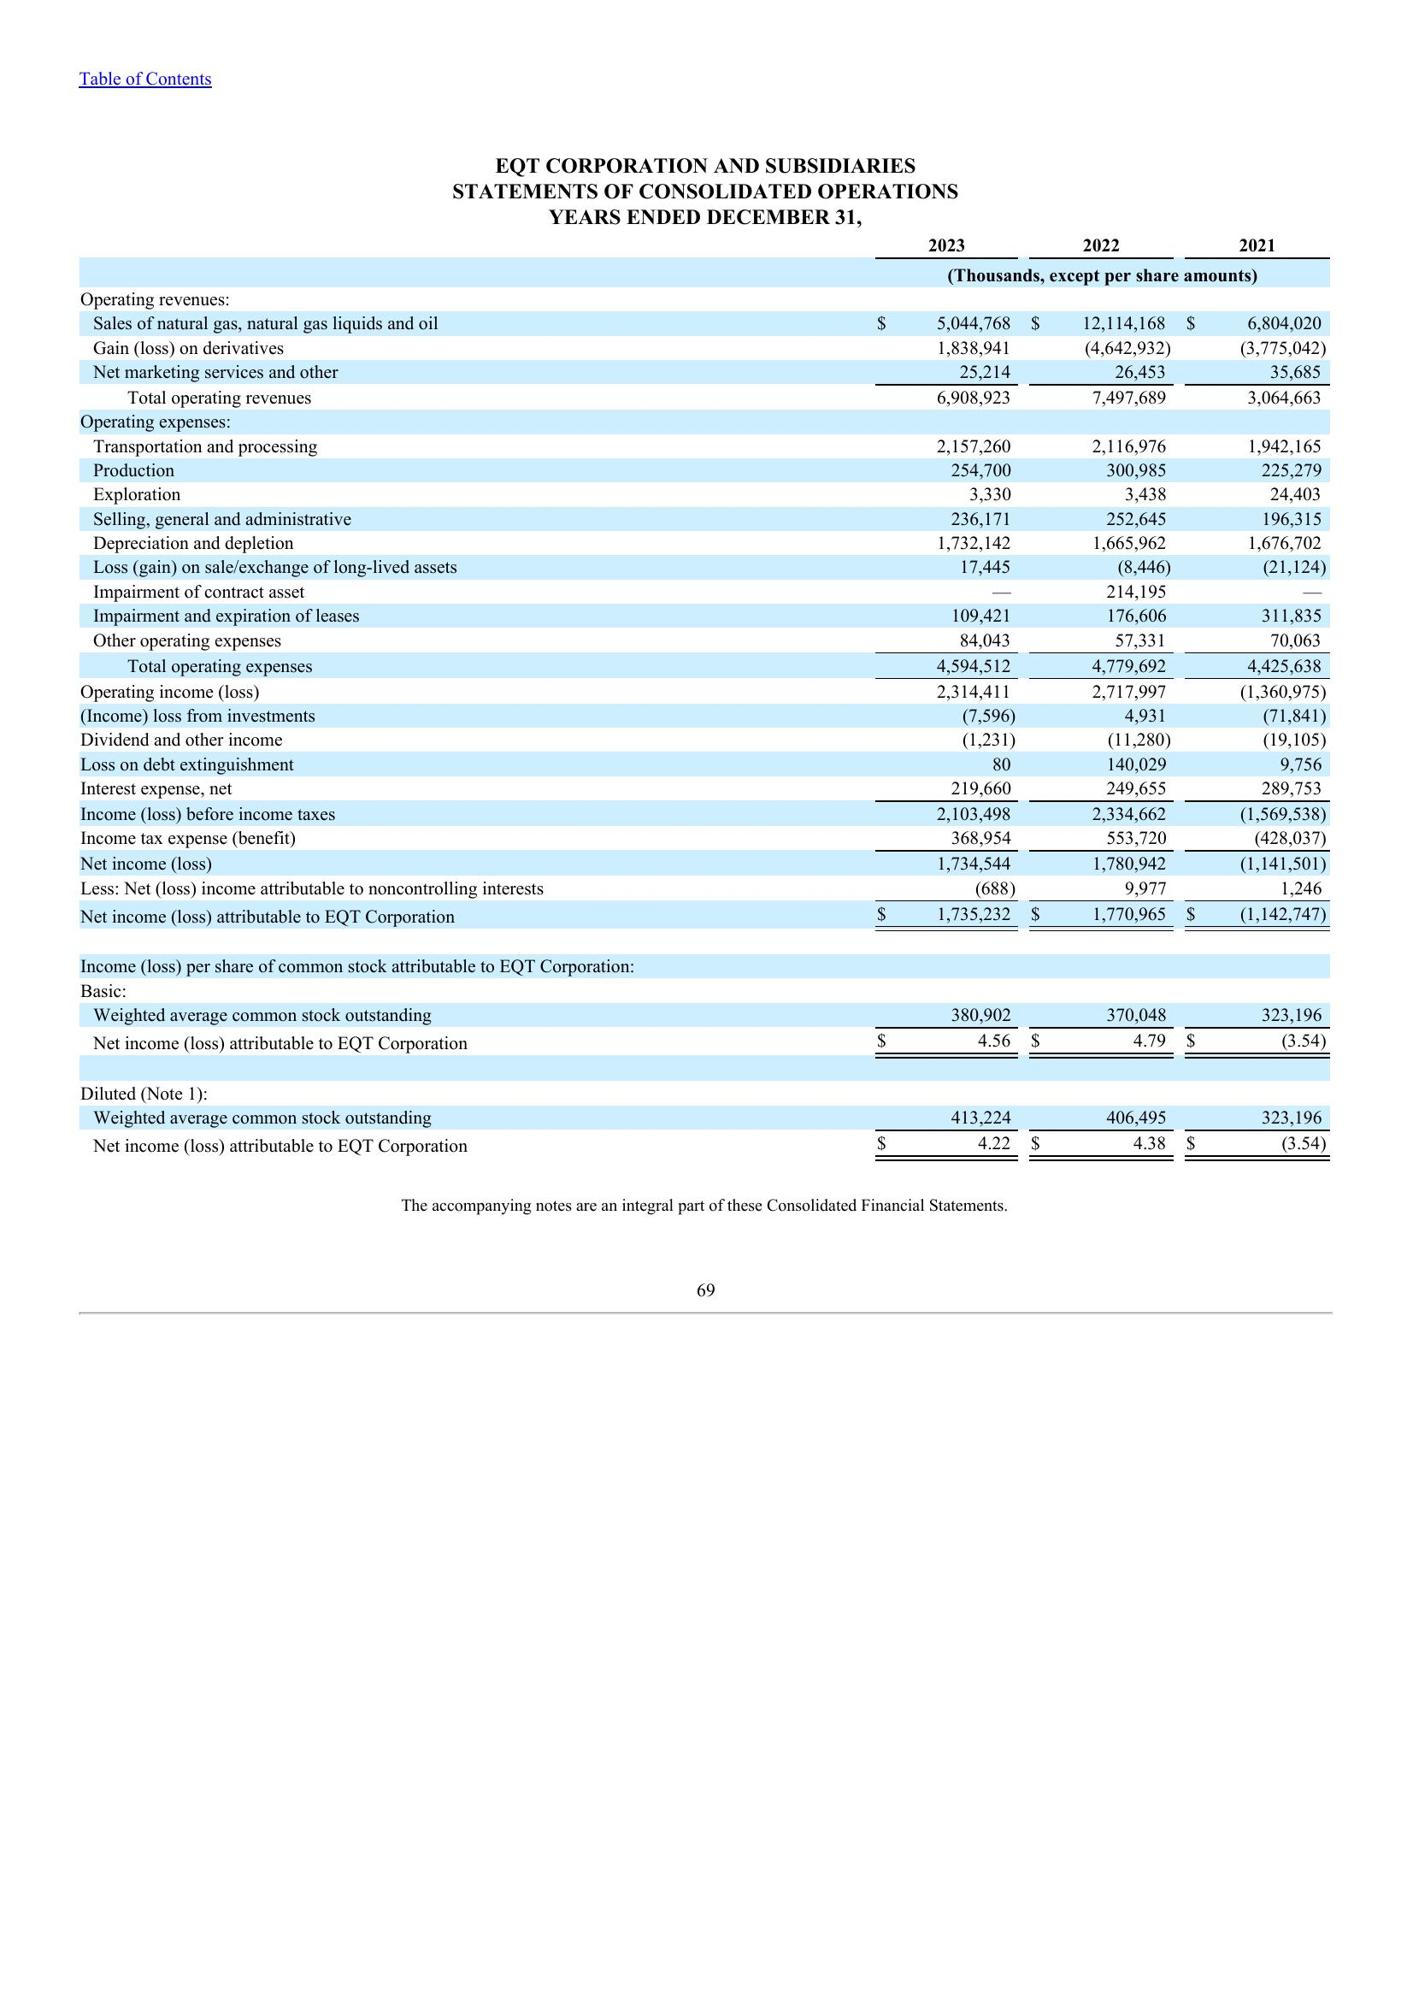 Table of Contents
EQT CORPORATION AND SUBSIDIARIES
STATEMENTS OF CONSOLIDATED OPERATIONS
YEARS ENDED DECEMBER 31,
2023 2022 2021
(Thousands, except per share amounts)
Operating revenues:
Sales of natural gas, natural gas liquids and oil $ 5,044,768 $ 12,114,168 $ 6,804,020
Gain (loss) on derivatives 1,838,941 (4,642,932) (3,775,042)
Net marketing services and other 25,214 26,453 35,685
Total operating revenues 6,908,923 7,497,689 3,064,663
Operating expenses:
Transportation and processing 2,157,260 2,116,976 1,942,165
Production 254,700 300,985 225,279
Exploration 3,330 3,438 24,403
Selling, general and administrative 236,171 252,645 196,315
Depreciation and depletion 1,732,142 1,665,962 1,676,702
Loss (gain) on sale/exchange of long-lived assets 17,445 (8,446) (21,124)
Impairment of contract asset — 214,195 —
Impairment and expiration of leases 109,421 176,606 311,835
Other operating expenses 84,043 57,331 70,063
Total operating expenses 4,594,512 4,779,692 4,425,638
Operating income (loss) 2,314,411 2,717,997 (1,360,975)
(Income) loss from investments (7,596) 4,931 (71,841)
Dividend and other income (1,231) (11,280) (19,105)
Loss on debt extinguishment 80 140,029 9,756
Interest expense, net 219,660 249,655 289,753
Income (loss) before income taxes 2,103,498 2,334,662 (1,569,538)
Income tax expense (benefit) 368,954 553,720 (428,037)
Net income (loss) 1,734,544 1,780,942 (1,141,501)
Less: Net (loss) income attributable to noncontrolling interests (688) 9,977 1,246
Net income (loss) attributable to EQT Corporation $ 1,735,232 $ 1,770,965 $ (1,142,747)
Income (loss) per share of common stock attributable to EQT Corporation:
Basic:
Weighted average common stock outstanding 380,902 370,048 323,196
Net income (loss) attributable to EQT Corporation $ 4.56 $ 4.79 $ (3.54)
Diluted (Note 1):
Weighted average common stock outstanding 413,224 406,495 323,196
Net income (loss) attributable to EQT Corporation $ 4.22 $ 4.38 $ (3.54)
The accompanying notes are an integral part of these Consolidated Financial Statements.
69